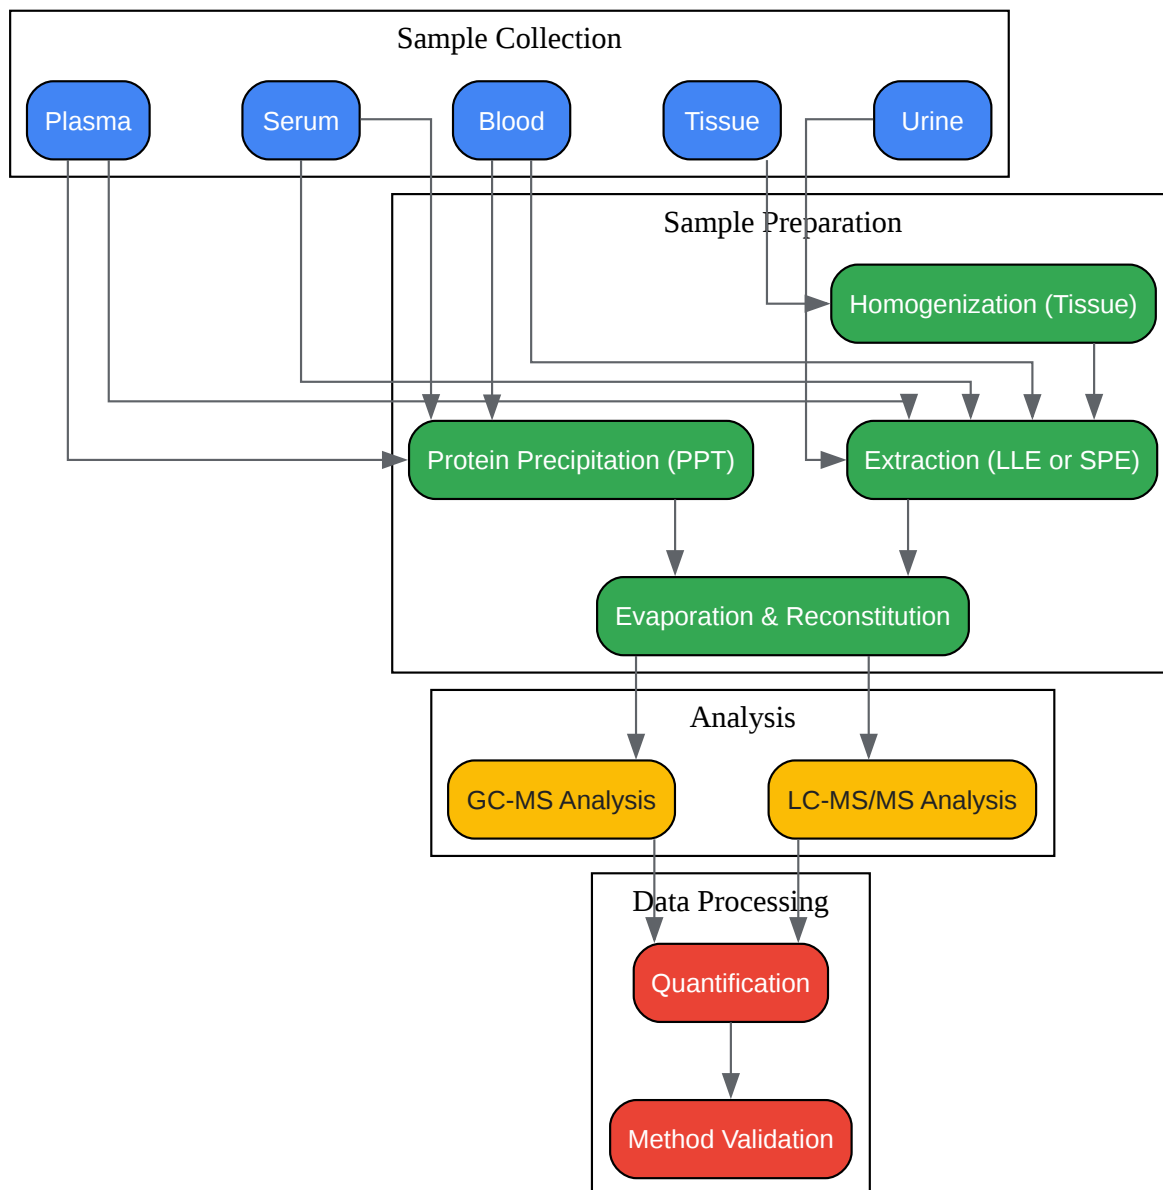 Sample Collection
Plasma
Serum
Blood
Tissue
Urine
Sample Preparation
Homogenization (Tissue)
Protein Precipitation (PPT)
Extraction (LLE or SPE)
Evaporation & Reconstitution
Analysis
GC-MS Analysis
LC-MS/MS Analysis
Data Processing
Quantification
Method Validation